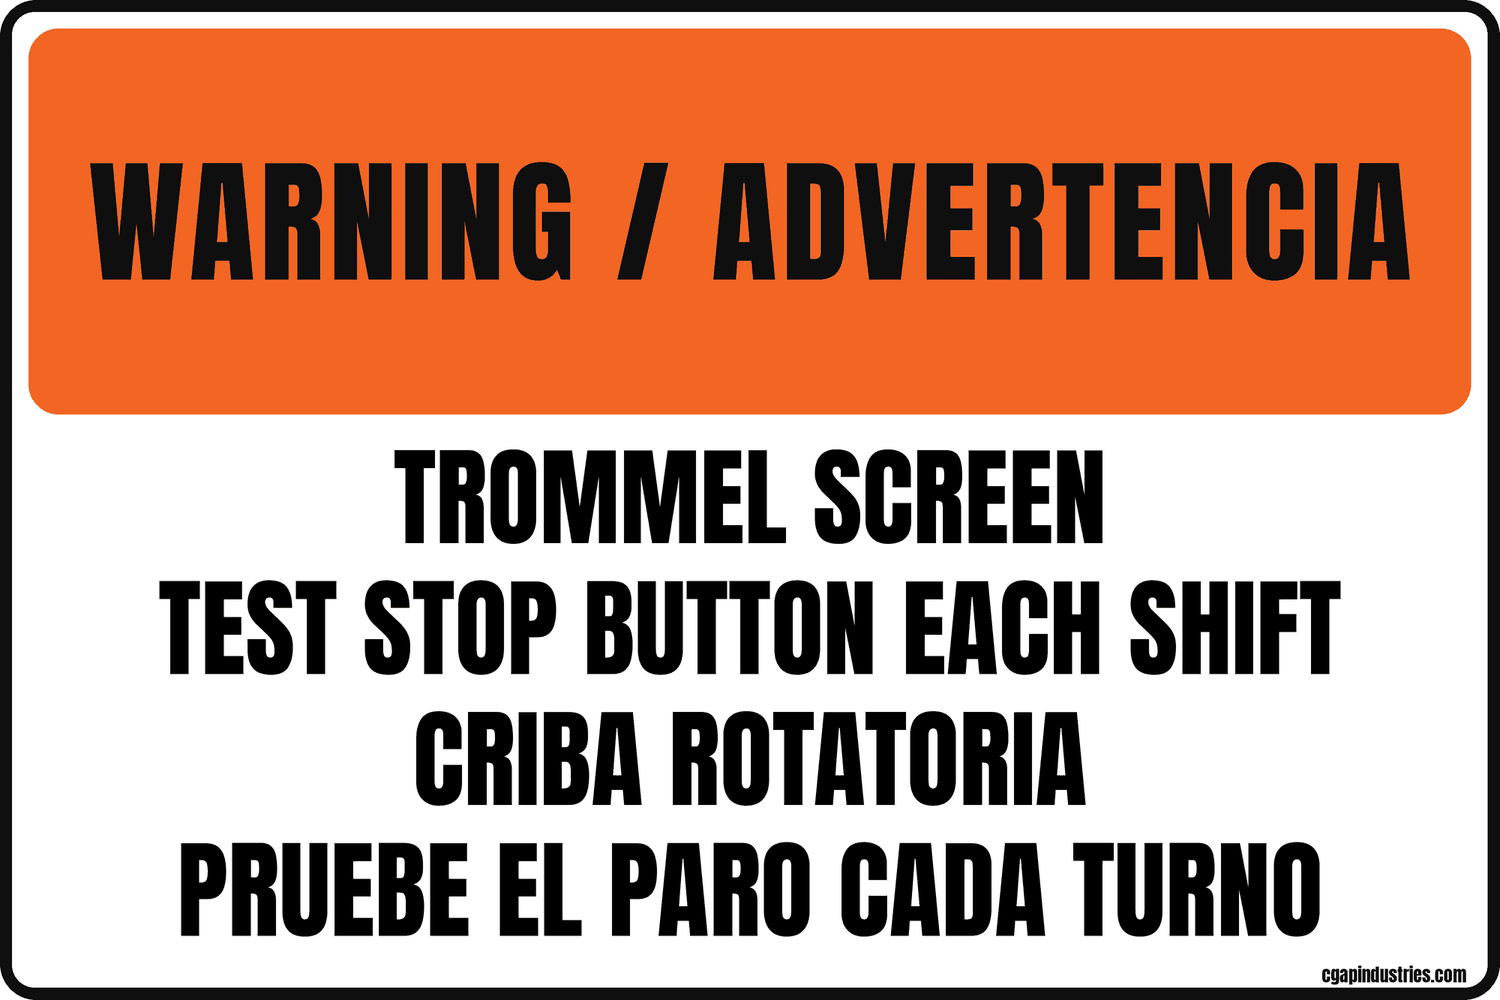 WARNING / ADVERTENCIA
TROMMEL SCREEN
TEST STOP BUTTON EACH SHIFT
CRIBA ROTATORIA
PRUEBE EL PARO CADA TURNO
cgapindustries.com